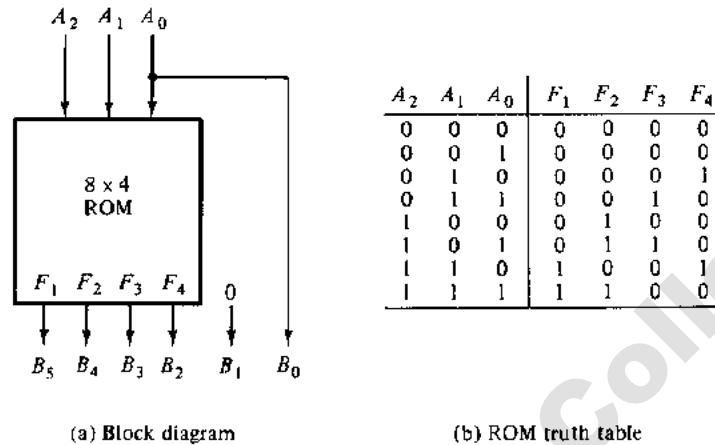 A2 A1 A0
8 × 4
ROM
F1 F2 F3 F4 0
B5 B4 B3 B2 B1 B0
(a) Block diagram
A2 A1 A0 F1 F2 F3 F4
0 0 0 0 0 0 0
0 0 1 0 0 0 0
0 1 0 0 0 0 1
0 1 1 0 0 1 0
1 0 0 0 1 0 0
1 0 1 0 1 1 0
1 1 0 1 0 0 1
1 1 1 1 1 0 0
(b) ROM truth table
Colle